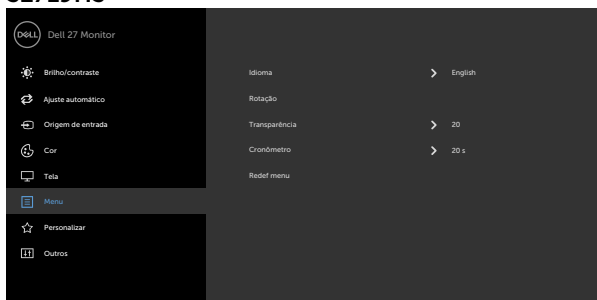 DELL Dell 27 Monitor
Brilho/contraste
Idioma English
Ajuste automático
Rotação
Origem de entrada
Transparência 20
Cor
Cronômetro 20 s
Tela
Redef menu
Menu
Personalizar
Outros